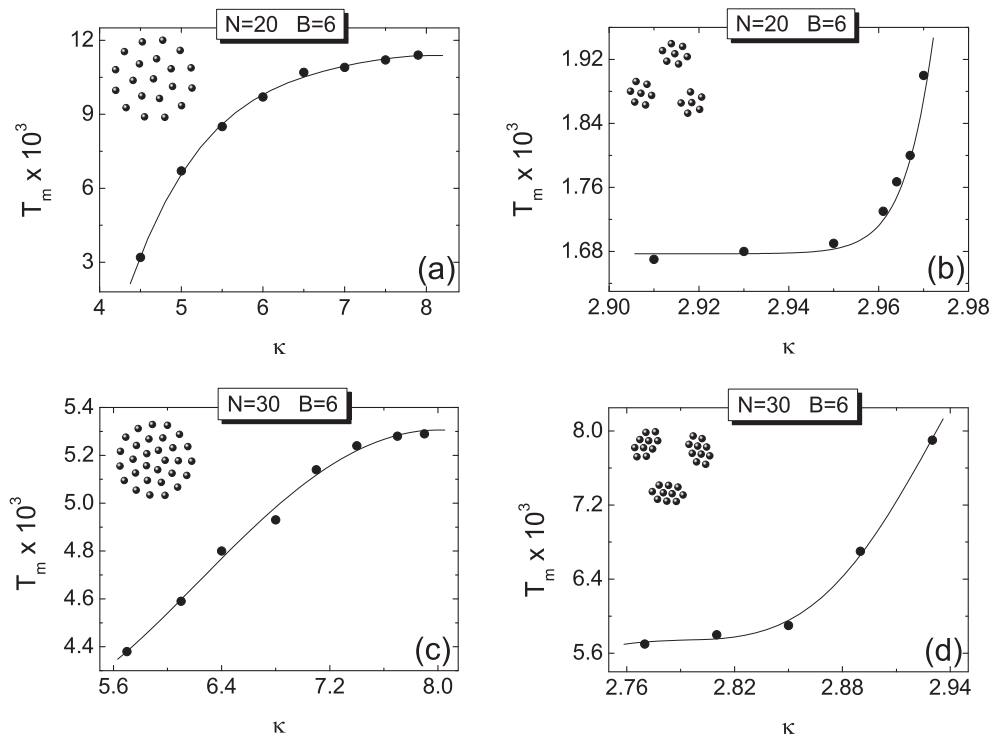 N=20 B=6
12
9
6
3
T_m x 10^3
(a)
4 5 6 7 8
κ
N=20 B=6
1.92
1.84
1.76
1.68
T_m x 10^3
(b)
2.90 2.92 2.94 2.96 2.98
κ
N=30 B=6
5.4
5.2
5.0
4.8
4.6
4.4
T_m x 10^3
(c)
5.6 6.4 7.2 8.0
κ
N=30 B=6
8.0
7.2
6.4
5.6
T_m x 10^3
(d)
2.76 2.82 2.88 2.94
κ